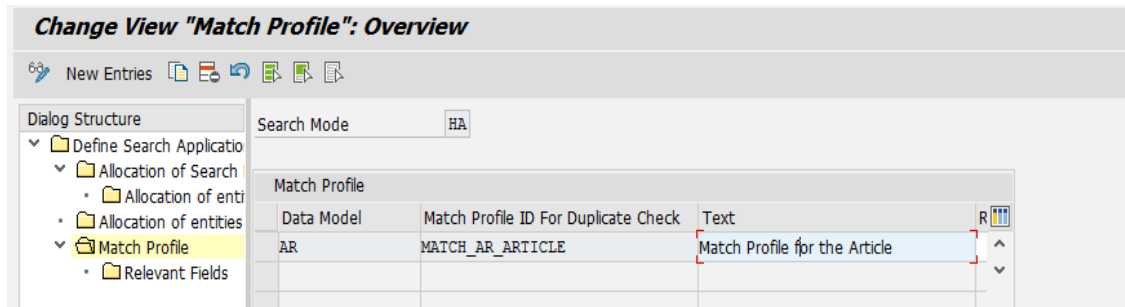 Change View "Match Profile": Overview
New Entries
Dialog Structure
Search Mode HA
Define Search Applicatio
Allocation of Search
Allocation of enti
Allocation of entities
Match Profile
Relevant Fields
Match Profile
Data Model Match Profile ID For Duplicate Check Text R
AR MATCH_AR_ARTICLE Match Profile for the Article